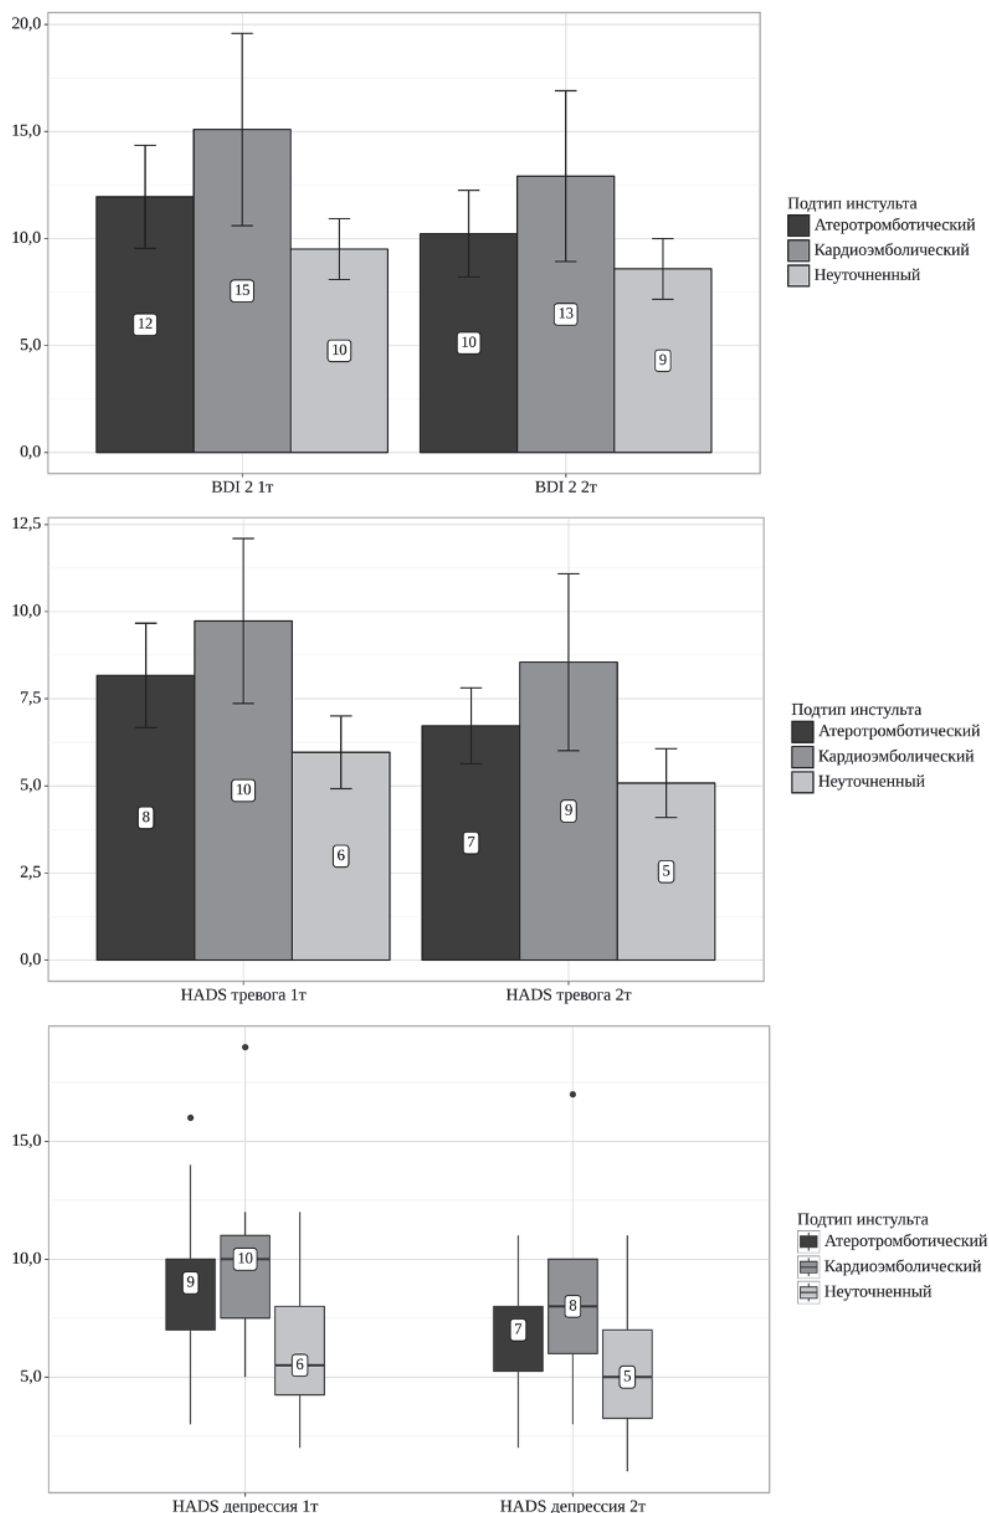 20,0
15,0
10,0
5,0
0,0
12
15
10
10
13
9
BDI 2 1т
BDI 2 2т
Подтип инстульта
Атеротромботический
Кардиоэмболический
Неуточненный
12,5
10,0
7,5
5,0
2,5
0,0
8
10
6
7
9
5
HADS тревога 1т
HADS тревога 2т
Подтип инстульта
Атеротромботический
Кардиоэмболический
Неуточненный
15,0
10,0
5,0
9
10
6
7
8
5
HADS депрессия 1т
HADS депрессия 2т
Подтип инстульта
Атеротромботический
Кардиоэмболический
Неуточненный